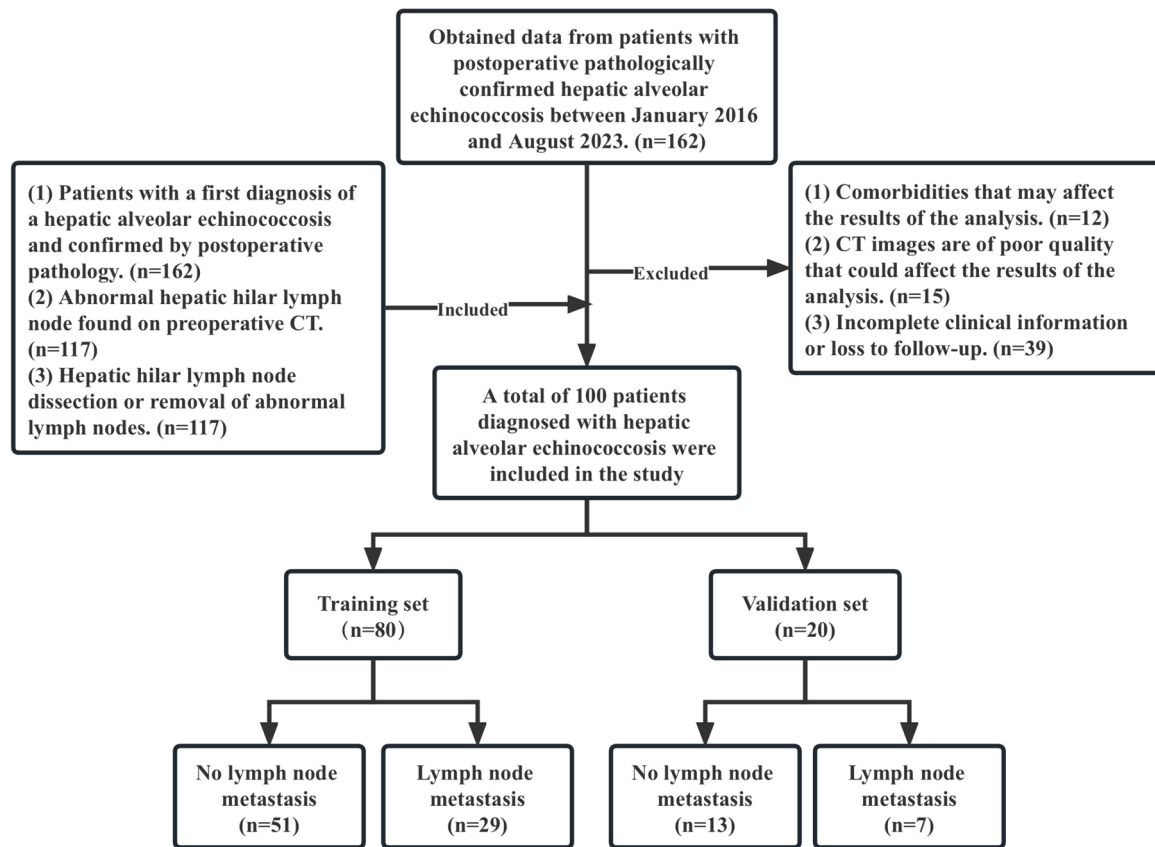 Obtained data from patients with
postoperative pathologically
confirmed hepatic alveolar
echinococcosis between January 2016
and August 2023. (n=162)
(1) Patients with a first diagnosis of
a hepatic alveolar echinococcosis
and confirmed by postoperative
pathology. (n=162)
(2) Abnormal hepatic hilar lymph
node found on preoperative CT.
(n=117)
(3) Hepatic hilar lymph node
dissection or removal of abnormal
lymph nodes. (n=117)
Included
Excluded
(1) Comorbidities that may affect
the results of the analysis. (n=12)
(2) CT images are of poor quality
that could affect the results of the
analysis. (n=15)
(3) Incomplete clinical information
or loss to follow-up. (n=39)
A total of 100 patients
diagnosed with hepatic
alveolar echinococcosis were
included in the study
Training set
（n=80）
Validation set
(n=20)
No lymph node
metastasis
(n=51)
Lymph node
metastasis
(n=29)
No lymph node
metastasis
(n=13)
Lymph node
metastasis
(n=7)